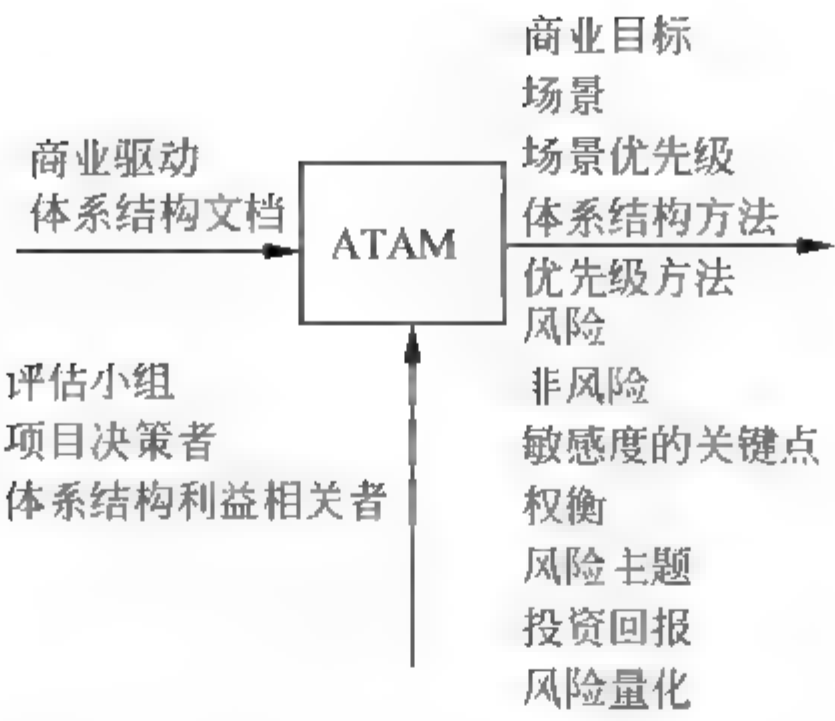 商业驱动
体系结构文档
ATAM
评估小组
项目决策者
体系结构利益相关者
商业目标
场景
场景优先级
体系结构方法
优先级方法
风险
非风险
敏感度的关键点
权衡
风险主题
投资回报
风险量化